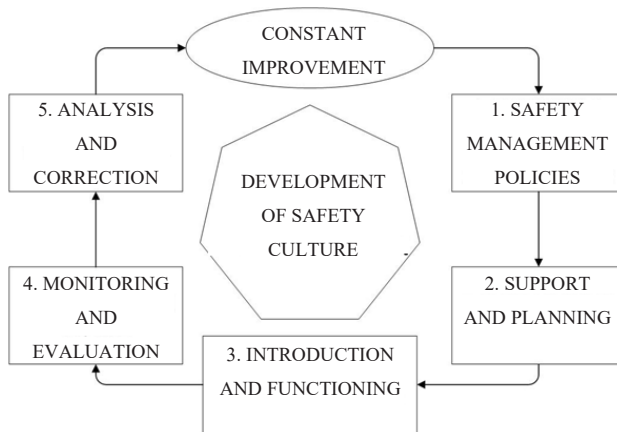 CONSTANT
IMPROVEMENT
1. SAFETY
MANAGEMENT
POLICIES
2. SUPPORT
AND PLANNING
3. INTRODUCTION
AND FUNCTIONING
4. MONITORING
AND
EVALUATION
5. ANALYSIS
AND
CORRECTION
DEVELOPMENT
OF SAFETY
CULTURE